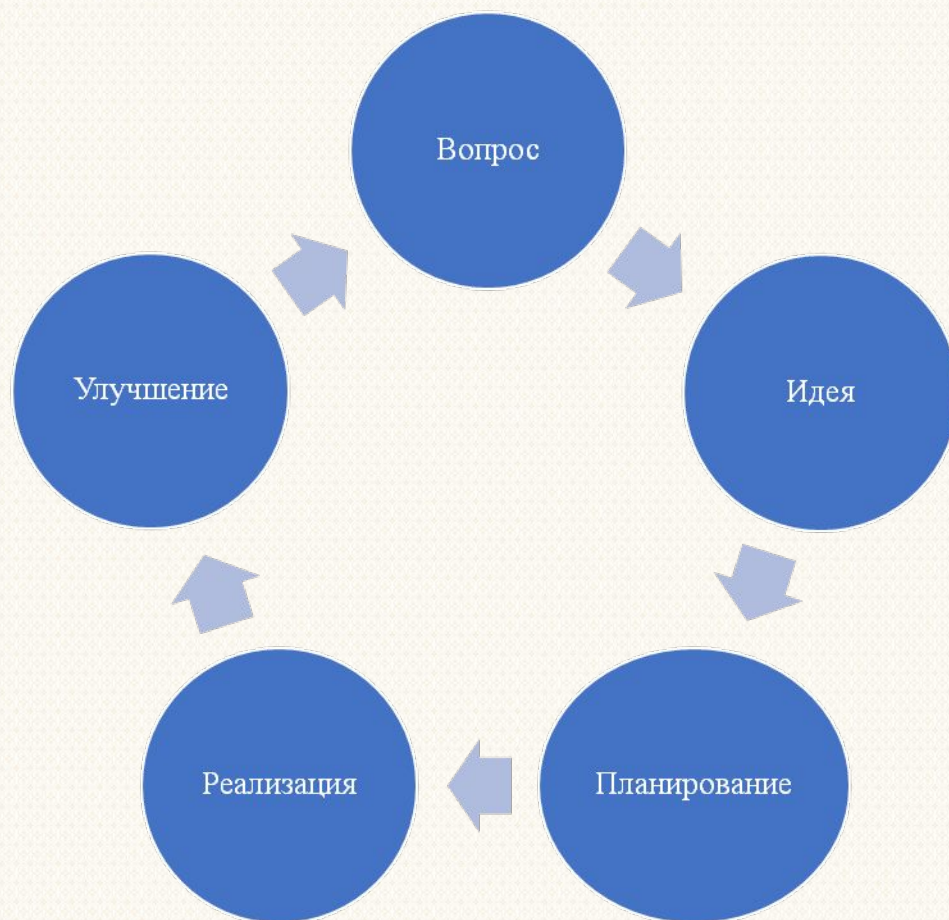 Вопрос
Идея
Планирование
Реализация
Улучшение